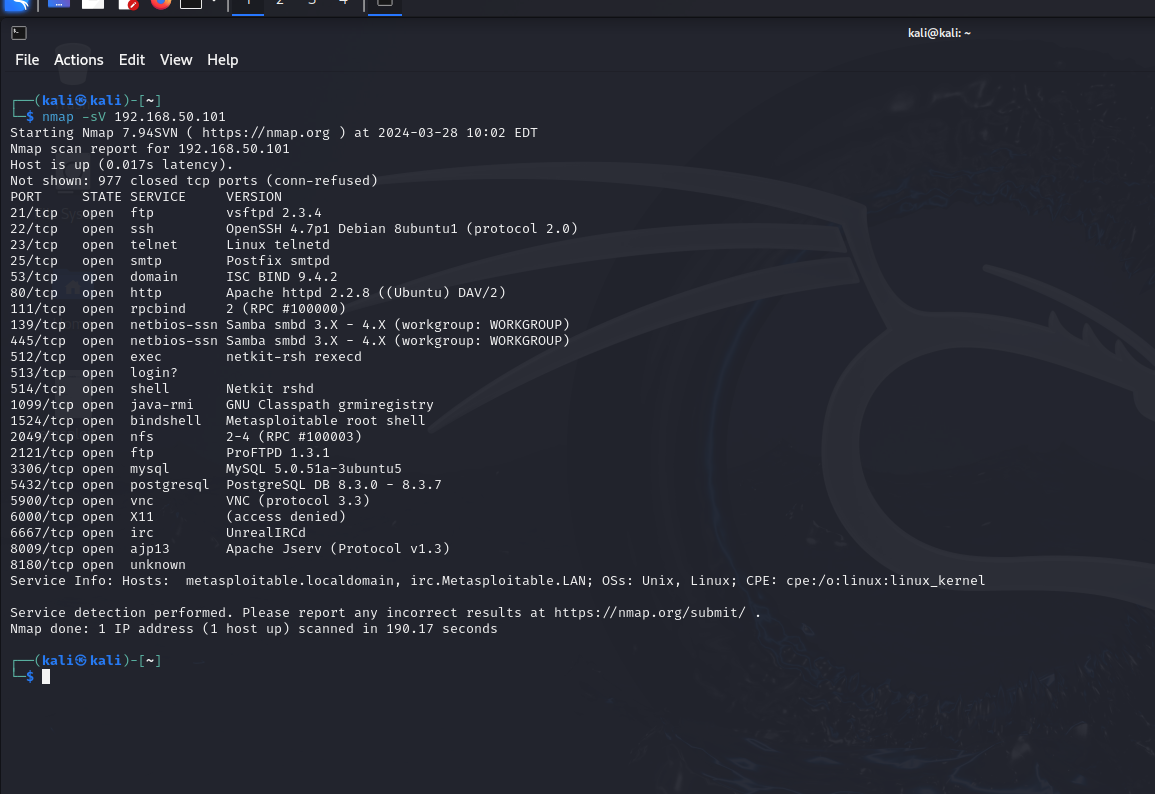 2
kali@kali: ~
File Actions Edit View Help
┌──(kali㉿kali)-[~]
└─$ nmap -sV 192.168.50.101
Starting Nmap 7.94SVN ( https://nmap.org ) at 2024-03-28 10:02 EDT
Nmap scan report for 192.168.50.101
Host is up (0.017s latency).
Not shown: 977 closed tcp ports (conn-refused)
PORT     STATE SERVICE     VERSION
21/tcp   open  ftp         vsftpd 2.3.4
22/tcp   open  ssh         OpenSSH 4.7p1 Debian 8ubuntu1 (protocol 2.0)
23/tcp   open  telnet      Linux telnetd
25/tcp   open  smtp        Postfix smtpd
53/tcp   open  domain      ISC BIND 9.4.2
80/tcp   open  http        Apache httpd 2.2.8 ((Ubuntu) DAV/2)
111/tcp  open  rpcbind     2 (RPC #100000)
139/tcp  open  netbios-ssn Samba smbd 3.X - 4.X (workgroup: WORKGROUP)
445/tcp  open  netbios-ssn Samba smbd 3.X - 4.X (workgroup: WORKGROUP)
512/tcp  open  exec        netkit-rsh rexecd
513/tcp  open  login?
514/tcp  open  shell       Netkit rshd
1099/tcp open  java-rmi    GNU Classpath grmiregistry
1524/tcp open  bindshell   Metasploitable root shell
2049/tcp open  nfs         2-4 (RPC #100003)
2121/tcp open  ftp         ProFTPD 1.3.1
3306/tcp open  mysql       MySQL 5.0.51a-3ubuntu5
5432/tcp open  postgresql  PostgreSQL DB 8.3.0 - 8.3.7
5900/tcp open  vnc         VNC (protocol 3.3)
6000/tcp open  X11         (access denied)
6667/tcp open  irc         UnrealIRCd
8009/tcp open  ajp13       Apache Jserv (Protocol v1.3)
8180/tcp open  unknown
Service Info: Hosts:  metasploitable.localdomain, irc.Metasploitable.LAN; OSs: Unix, Linux; CPE: cpe:/o:linux:linux_kernel
Service detection performed. Please report any incorrect results at https://nmap.org/submit/ .
Nmap done: 1 IP address (1 host up) scanned in 190.17 seconds
┌──(kali㉿kali)-[~]
└─$